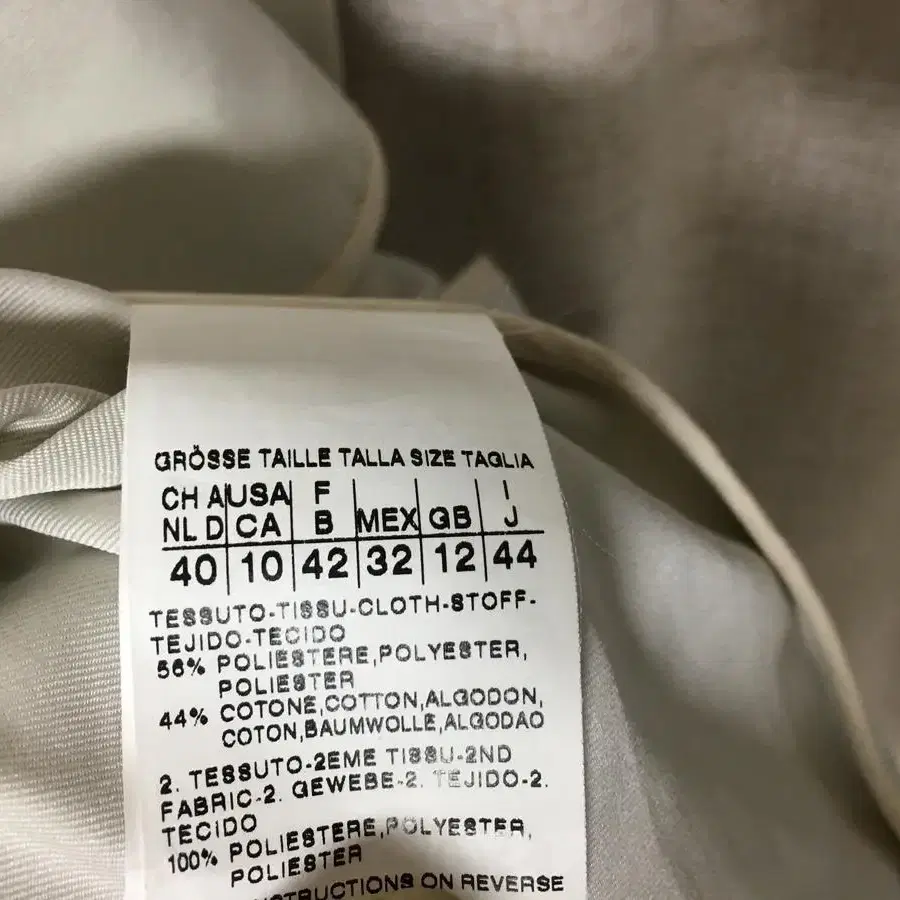 GRÖSSE TAILLE TALLA SIZE TAGLIA
CH A USA F I
NL D CA B MEX GB J
40 10 42 32 12 44
TESSUTO-TISSU-CLOTH-STOFF-
TEJIDO-TECIDO
56% POLIESTERE,POLYESTER,
POLIESTER
44% COTONE,COTTON,ALGODON,
COTON,BAUMWOLLE,ALGODAO
2. TESSUTO-2EME TISSU-2ND
FABRIC-2. GEWEBE-2. TEJIDO-2.
TECIDO
100% POLIESTERE,POLYESTER,
POLIESTER
INSTRUCTIONS ON REVERSE